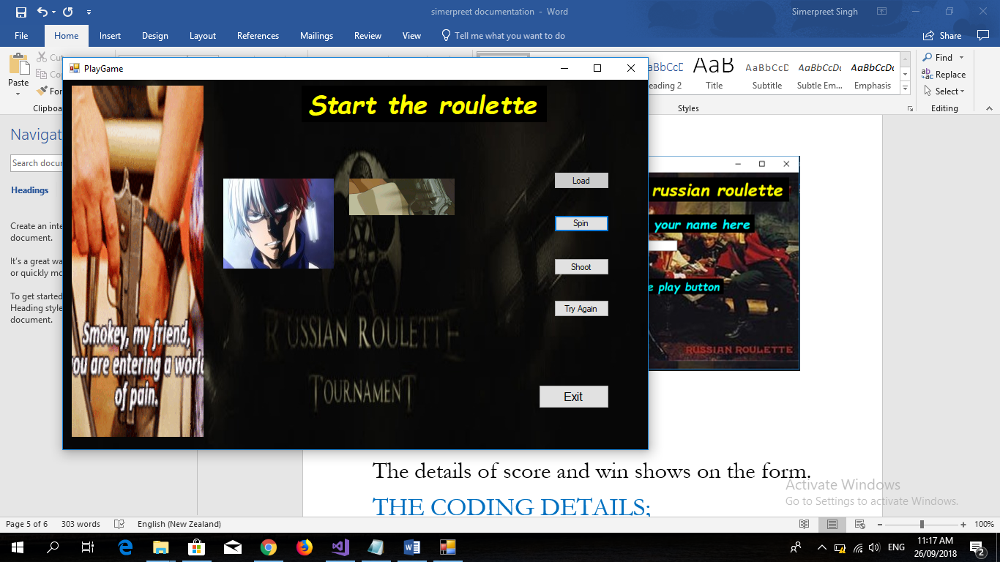 simerpreet documentation - Word
Simerpreet Singh
File
Home
Insert
Design
Layout
References
Mailings
Review
View
Tell me what you want to do
Share
Paste
Clipboa
eading 2
AaB
Title
AaBbCcD
Subtitle
AaBbCcDc
Subtle Em...
AaBbCcDc
Emphasis
Styles
Find
Replace
Select
Editing
PlayGame
Start the roulette
Load
Spin
Shoot
Try Again
Exit
Smokey, my friend,
you are entering a world
of pain.
RUSSIAN ROULETTE
TOURNAMENT
Navigat
Search docu
Headings
Create an inte
document.
It's a great wa
or quickly mo
To get started
Heading style
document.
russian roulette
your name here
e play button
RUSSIAN ROULETTE
The details of score and win shows on the form.
THE CODING DETAILS;
Activate Windows
Go to Settings to activate Windows.
Page 5 of 6
303 words
English (New Zealand)
100%
ENG
11:17 AM
26/09/2018
2